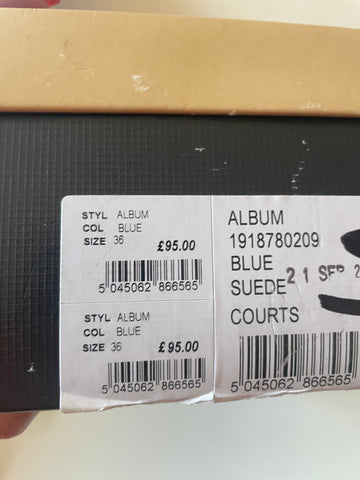 STYL ALBUM
COL BLUE
SIZE 36
£95.00
5 045062 866565
STYL ALBUM
COL BLUE
SIZE 36
£95.00
5 045062 866565
ALBUM
1918780209
BLUE
SUEDE
21 SEP 2
COURTS
5 045062 866565